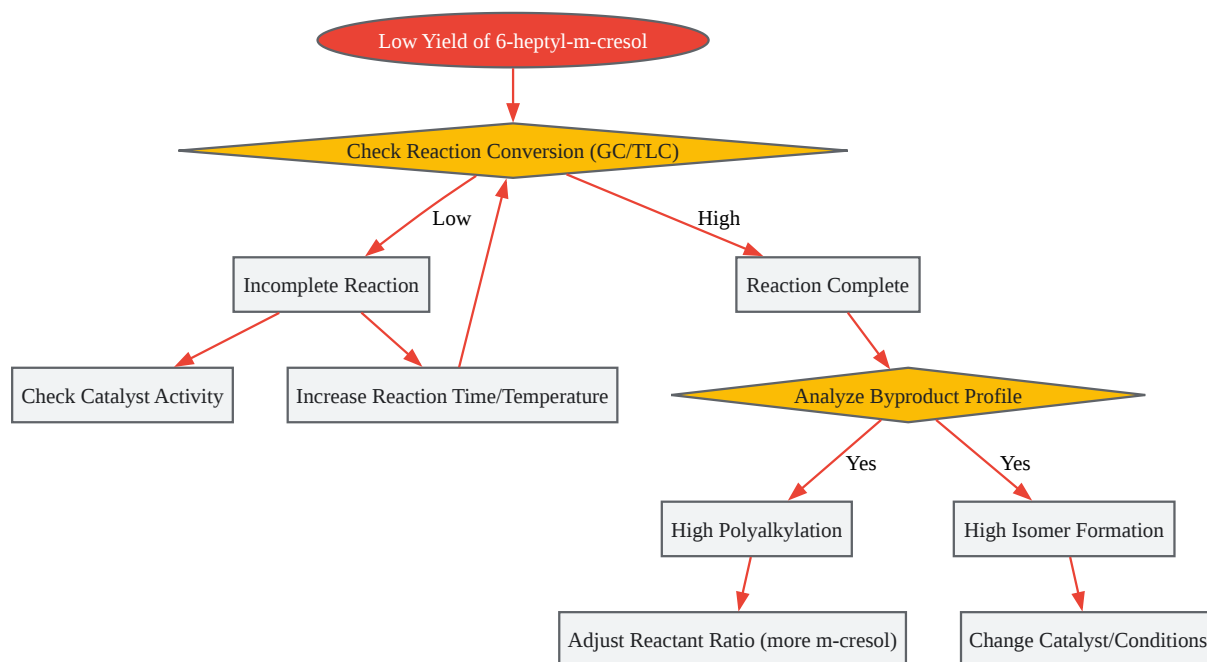 Low Yield of 6-heptyl-m-cresol
Check Reaction Conversion (GC/TLC)
Low
High
Incomplete Reaction
Reaction Complete
Check Catalyst Activity
Increase Reaction Time/Temperature
Analyze Byproduct Profile
Yes
Yes
High Polyalkylation
High Isomer Formation
Adjust Reactant Ratio (more m-cresol)
Change Catalyst/Conditions